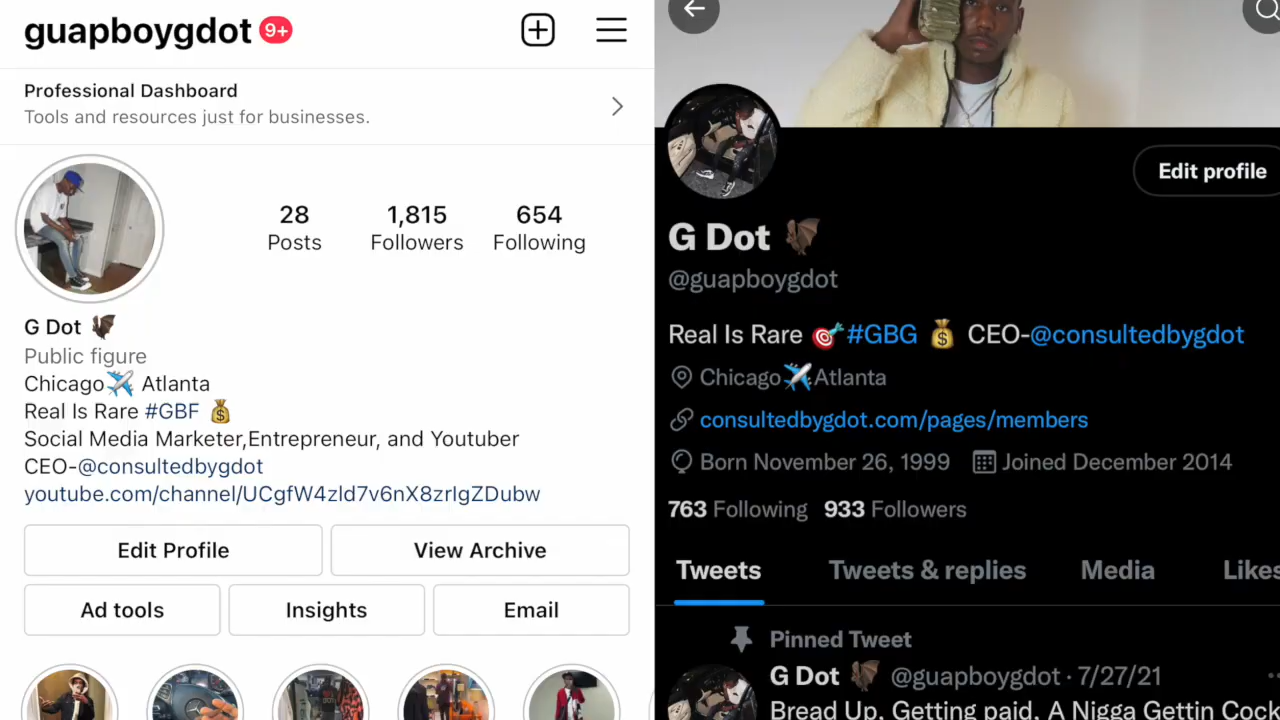 guapboygdot 9+
Professional Dashboard
Tools and resources just for businesses.
28 1,815 654
Posts Followers Following
G Dot
Public figure
Chicago✈️ Atlanta
Real Is Rare #GBF 💰
Social Media Marketer,Entrepreneur, and Youtuber
CEO-@consultedbygdot
youtube.com/channel/UCgfW4zld7v6nX8zrIgZDubw
Edit Profile View Archive
Ad tools Insights Email
Edit profile
G Dot 🦇
@guapboygdot
Real Is Rare 🎯#GBG 💰 CEO-@consultedbygdot
Chicago✈️Atlanta
consultedbygdot.com/pages/members
Born November 26, 1999 Joined December 2014
763 Following 933 Followers
Tweets Tweets & replies Media Likes
Pinned Tweet
G Dot 🦇 @guapboygdot · 7/27/21
Bread Up, Getting paid, A Nigga Gettin Cock